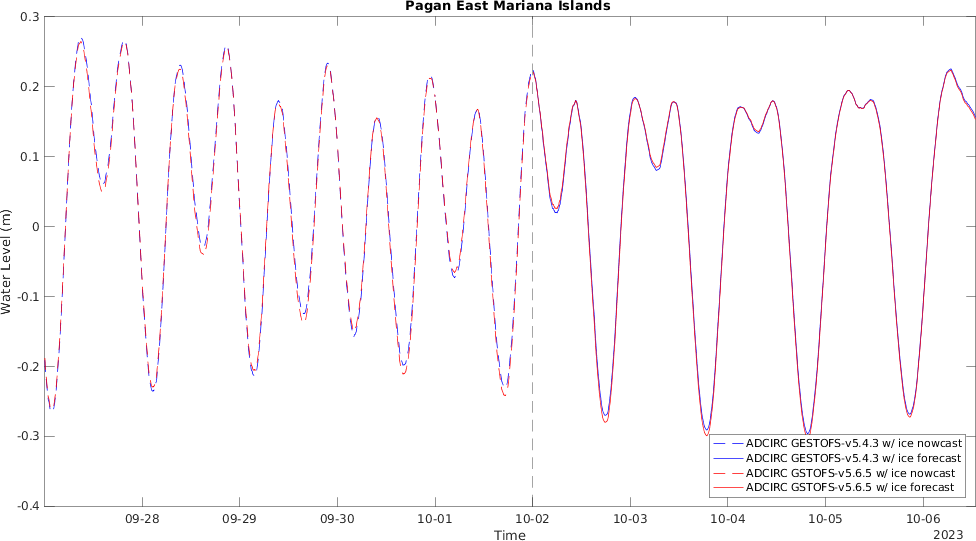 Pagan East Mariana Islands
0.3
0.2
0.1
0
-0.1
-0.2
-0.3
-0.4
Water Level (m)
ADCIRC GESTOFS-v5.4.3 w/ ice nowcast
ADCIRC GESTOFS-v5.4.3 w/ ice forecast
ADCIRC GSTOFS-v5.6.5 w/ ice nowcast
ADCIRC GSTOFS-v5.6.5 w/ ice forecast
09-28 09-29 09-30 10-01 10-02 10-03 10-04 10-05 10-06
Time
2023